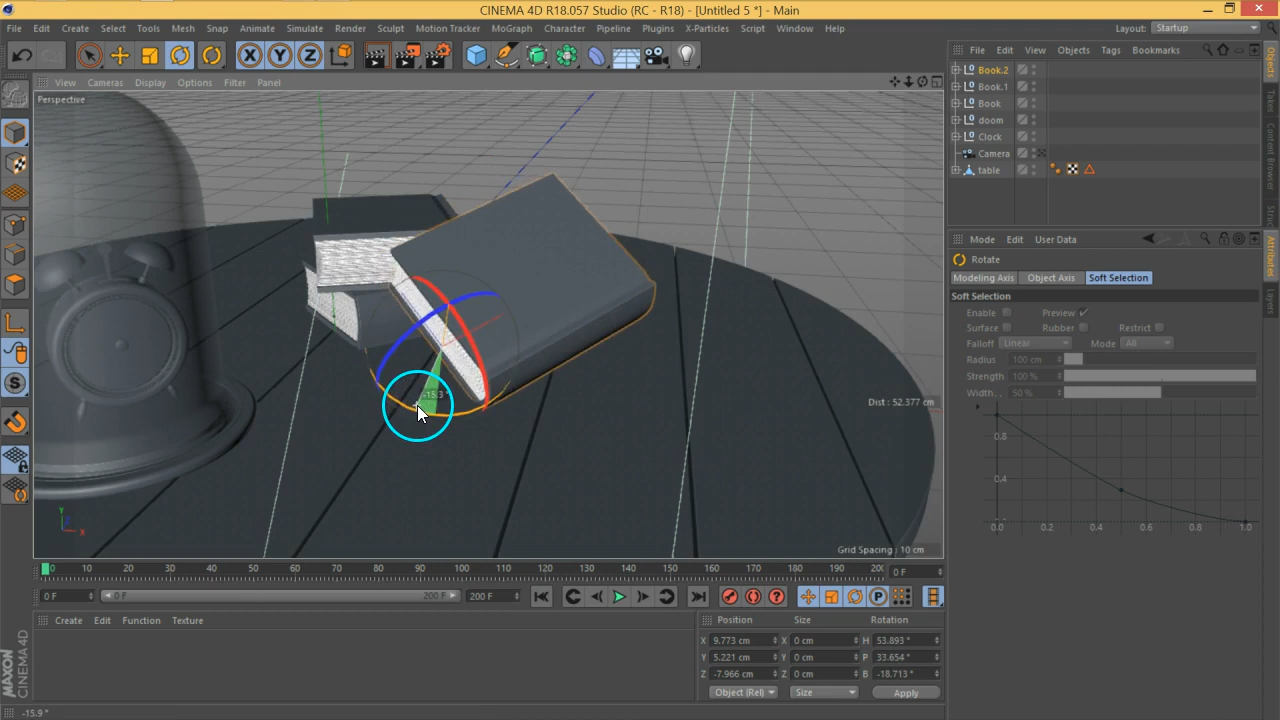 CINEMA 4D R18.057 Studio (RC - R18) - [Untitled 5 *] - Main
File Edit Create Select Tools Mesh Snap Animate Simulate Render Sculpt Motion Tracker MoGraph Character Pipeline Plugins X-Particles Script Window Help
Layout: Startup
X Y Z
File Edit View Objects Tags Bookmarks
View Cameras Display Options Filter Panel
Perspective
Book.2
Book.1
Book
doom
Clock
Camera
table
Objects
Takes
Content Browser
Struc
Mode Edit User Data
Rotate
Modeling Axis Object Axis Soft Selection
Soft Selection
Enable Preview
Surface Rubber Restrict
Falloff Linear Mode All
Radius 100 cm
Strength 100 %
Width. . 50 %
0.8
0.4
0.0 0.2 0.4 0.6 0.8 1.0
Attributes
Layers
-15.3
Dist : 52.377 cm
Y
Z
X
Grid Spacing : 10 cm
0 10 20 30 40 50 60 70 80 90 100 110 120 130 140 150 160 170 180 190 200
0 F
0 F 0 F 200 F 200 F
P
Create Edit Function Texture
Position Size Rotation
X 9.773 cm X 0 cm H 53.893 °
Y 5.221 cm Y 0 cm P 33.654 °
Z -7.966 cm Z 0 cm B -18.713 °
Object (Rel) Size Apply
MAXON
CINEMA 4D
-15.9 °